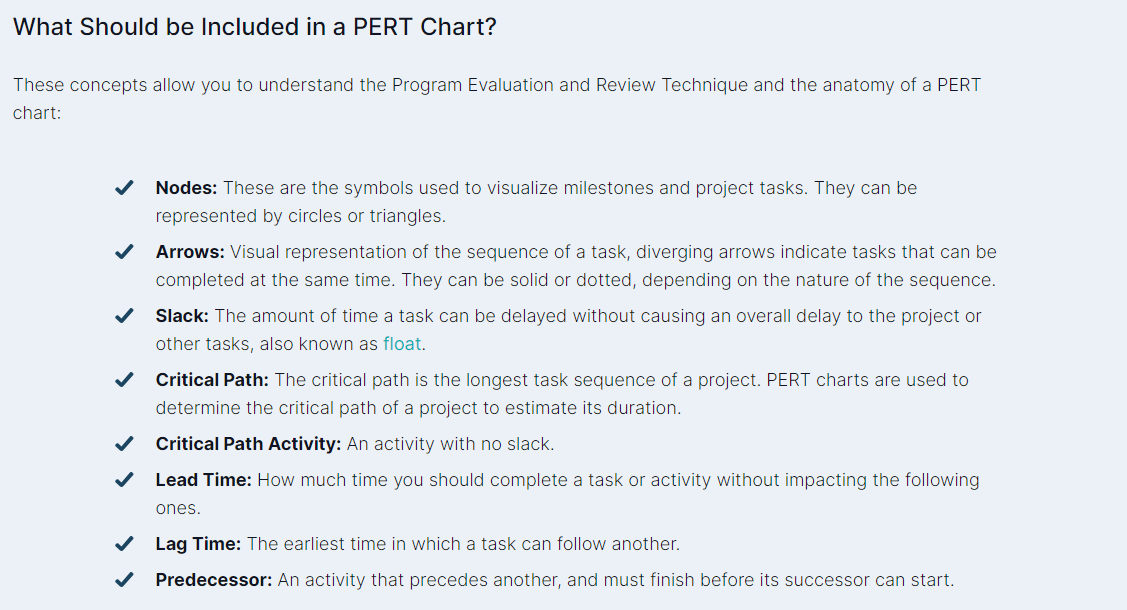 What Should be Included in a PERT Chart?
These concepts allow you to understand the Program Evaluation and Review Technique and the anatomy of a PERT
chart:
Nodes: These are the symbols used to visualize milestones and project tasks. They can be
represented by circles or triangles.
Arrows: Visual representation of the sequence of a task, diverging arrows indicate tasks that can be
completed at the same time. They can be solid or dotted, depending on the nature of the sequence.
Slack: The amount of time a task can be delayed without causing an overall delay to the project or
other tasks, also known as float.
Critical Path: The critical path is the longest task sequence of a project. PERT charts are used to
determine the critical path of a project to estimate its duration.
Critical Path Activity: An activity with no slack.
Lead Time: How much time you should complete a task or activity without impacting the following
ones.
Lag Time: The earliest time in which a task can follow another.
Predecessor: An activity that precedes another, and must finish before its successor can start.